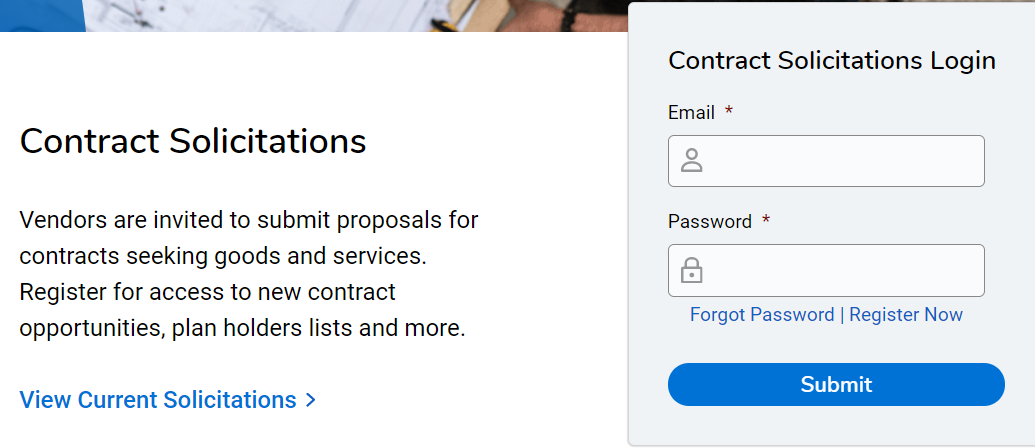 Contract Solicitations
Vendors are invited to submit proposals for
contracts seeking goods and services.
Register for access to new contract
opportunities, plan holders lists and more.
View Current Solicitations >
Contract Solicitations Login
Email *
Password *
Forgot Password | Register Now
Submit